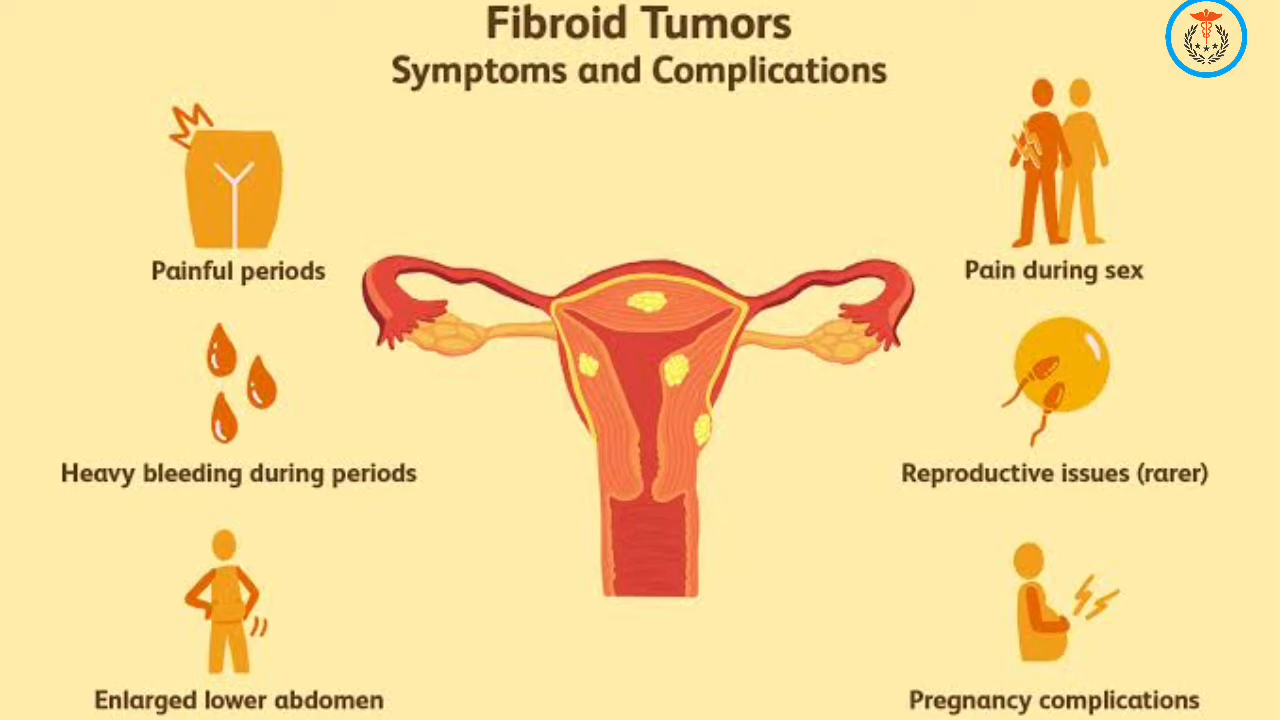 Fibroid Tumors
Symptoms and Complications
Painful periods
Pain during sex
Heavy bleeding during periods
Reproductive issues (rarer)
Enlarged lower abdomen
Pregnancy complications